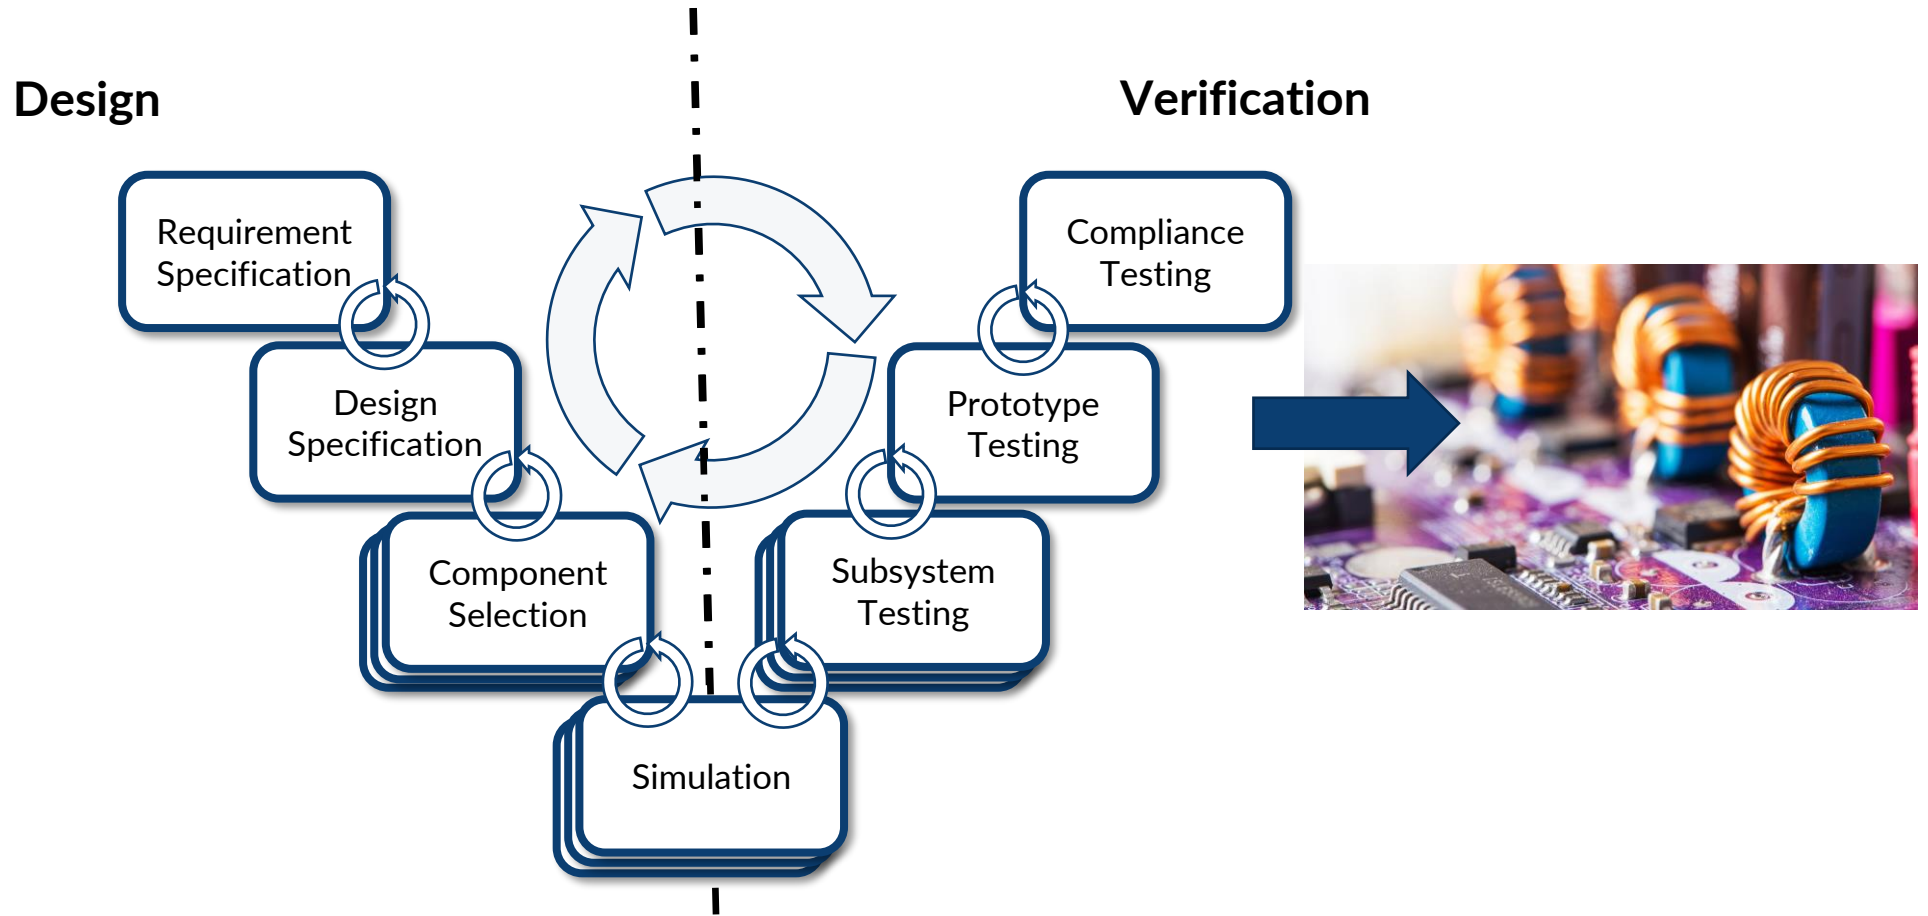 Design
Verification
Requirement
Specification
Compliance
Testing
Design
Specification
Prototype
Testing
Component
Selection
Subsystem
Testing
Simulation